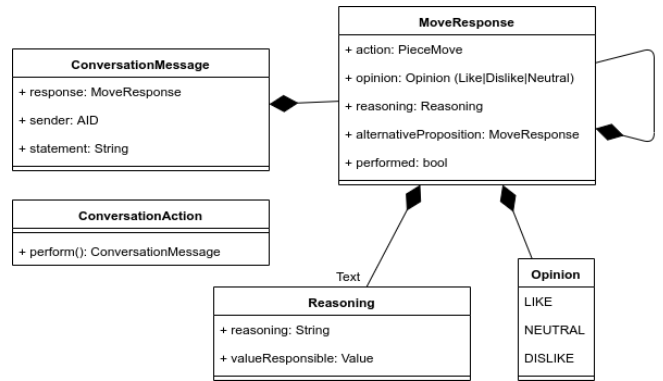 ConversationMessage
+ response: MoveResponse
+ sender: AID
+ statement: String
MoveResponse
+ action: PieceMove
+ opinion: Opinion (Like|Dislike|Neutral)
+ reasoning: Reasoning
+ alternativeProposition: MoveResponse
+ performed: bool
ConversationAction
+ perform(): ConversationMessage
Text
Reasoning
+ reasoning: String
+ valueResponsible: Value
Opinion
LIKE
NEUTRAL
DISLIKE